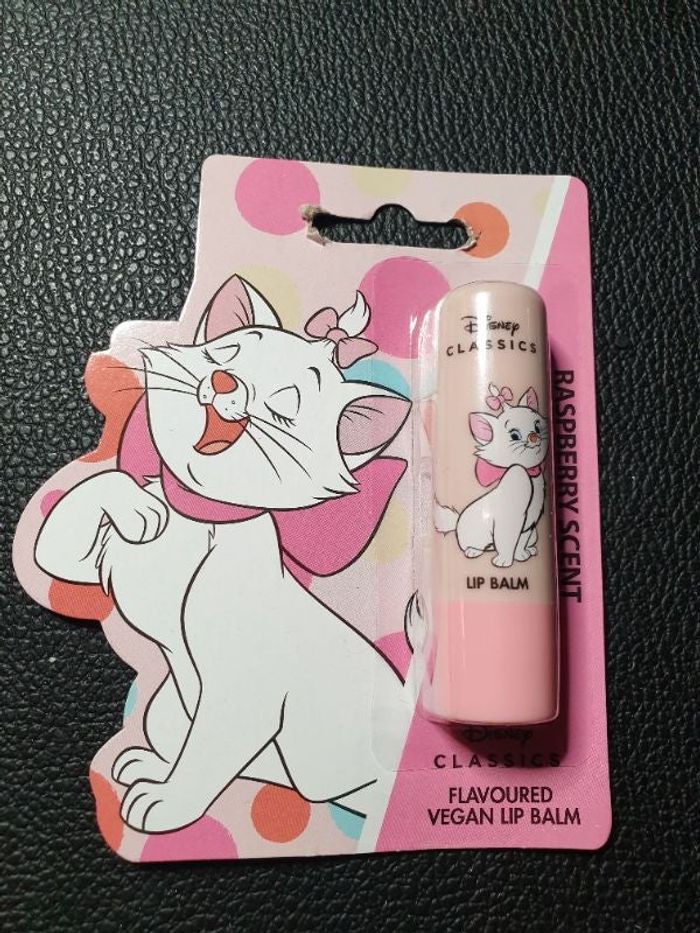 Disney
CLASSICS
LIP BALM
RASPBERRY SCENT
Disney
CLASSICS
FLAVOURED
VEGAN LIP BALM